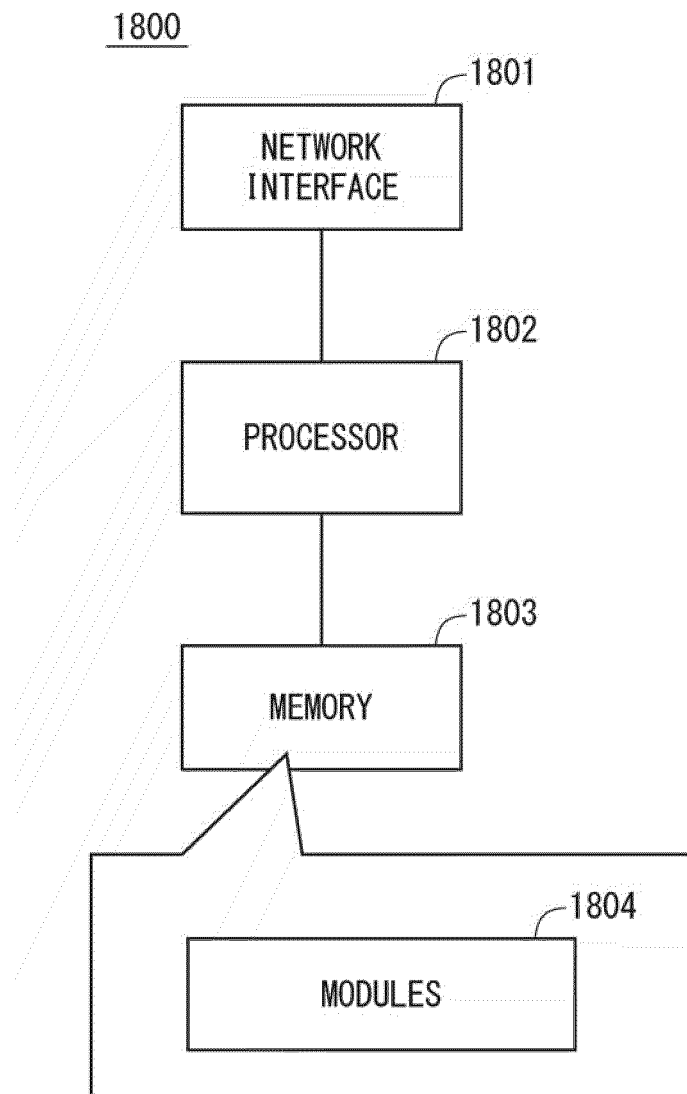 1800
1801
NETWORK
INTERFACE
1802
PROCESSOR
1803
MEMORY
1804
MODULES